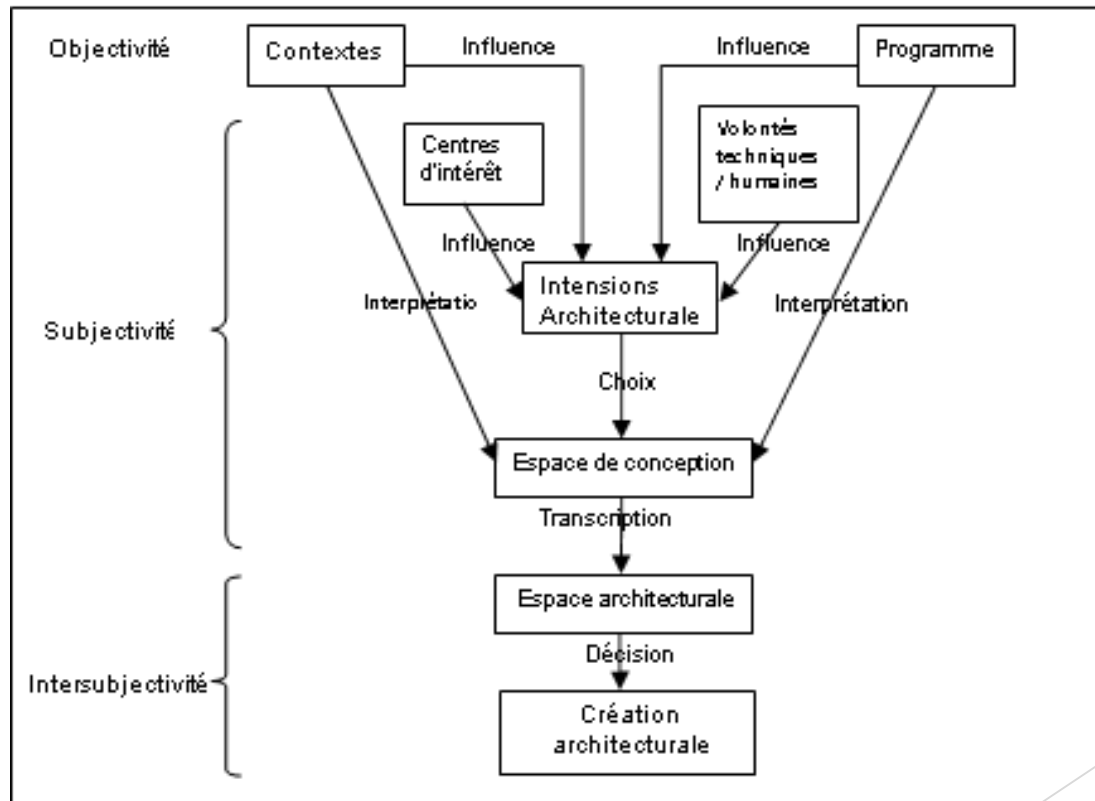 Objectivité
Contextes
Influence
Influence
Programme
Centres
d'intérêt
Volontés
techniques
/ humaines
Influence
Influence
Intensions
Architecturale
Interprétatio
Interprétation
Subjectivité
Choix
Espace de conception
Transcription
Espace architecturale
Décision
Intersubjectivité
Création
architecturale